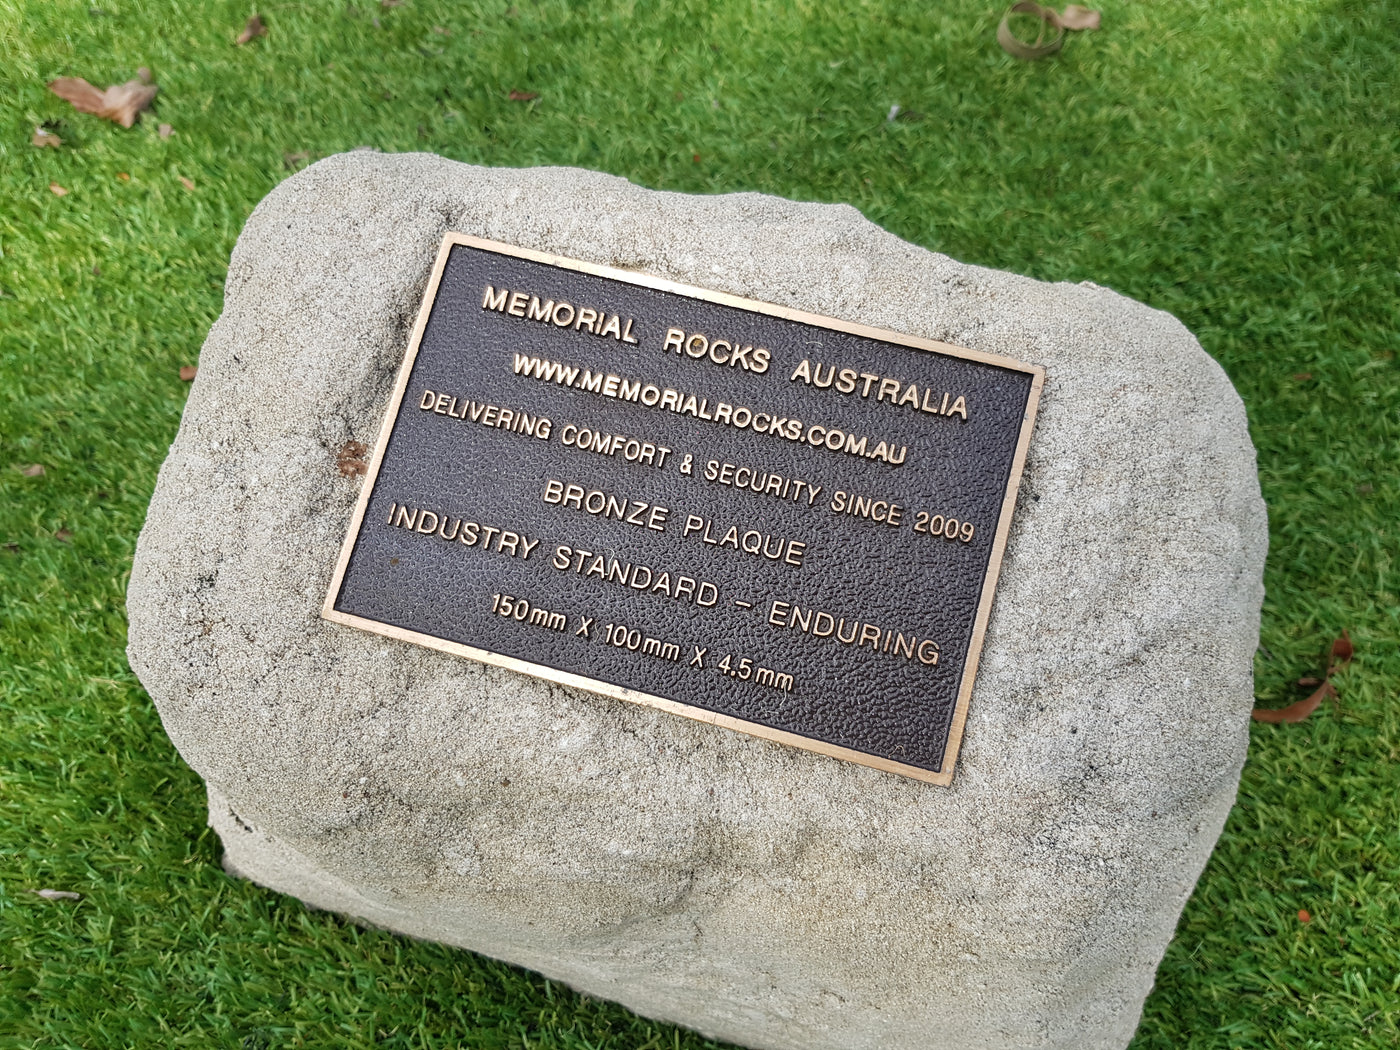 MEMORIAL ROCKS AUSTRALIA
WWW.MEMORIALROCKS.COM.AU
DELIVERING COMFORT & SECURITY SINCE 2009
BRONZE PLAQUE
INDUSTRY STANDARD - ENDURING
150mm X 100mm X 4.5mm